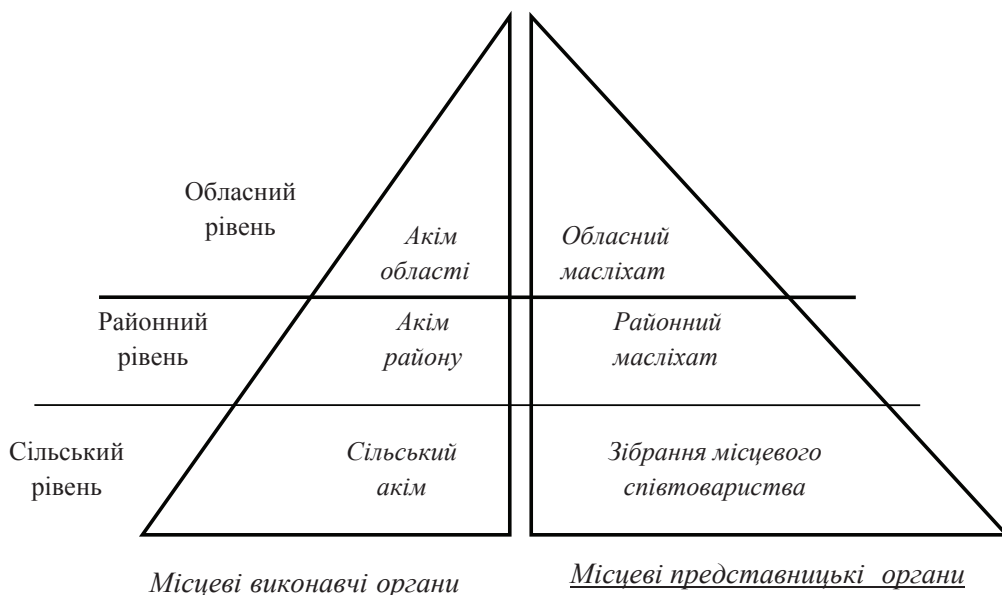 Обласний
рівень
Акім
області
Обласний
масліхат
Районний
рівень
Акім
району
Районний
масліхат
Сільський
рівень
Сільський
акім
Зібрання місцевого
співтовариства
Місцеві виконавчі органи
Місцеві представницькі органи